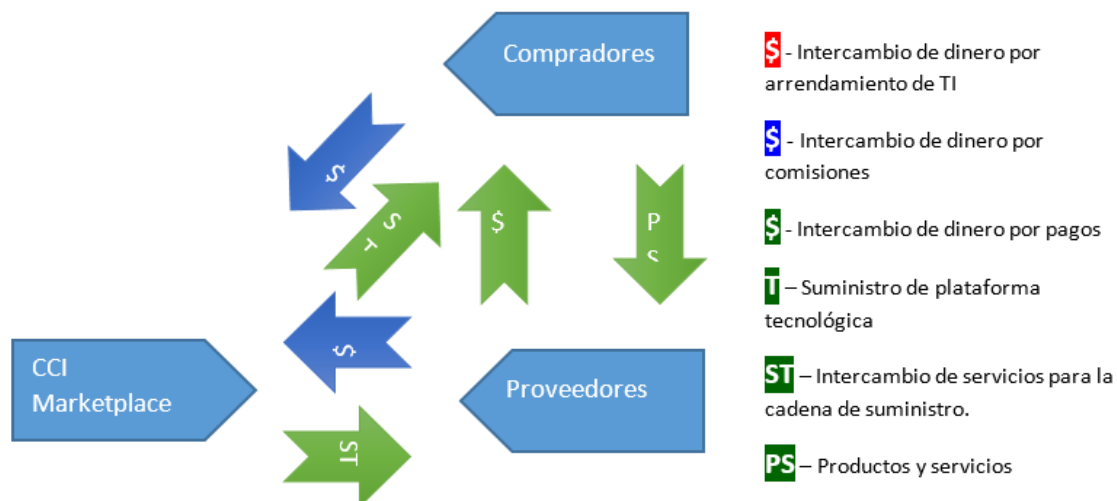 Compradores
$
S
T
$
P
S
$
CCI
Marketplace
Proveedores
ST
$ - Intercambio de dinero por
arrendamiento de TI
$ - Intercambio de dinero por
comisiones
$ - Intercambio de dinero por pagos
T – Suministro de plataforma
tecnológica
ST – Intercambio de servicios para la
cadena de suministro.
PS – Productos y servicios